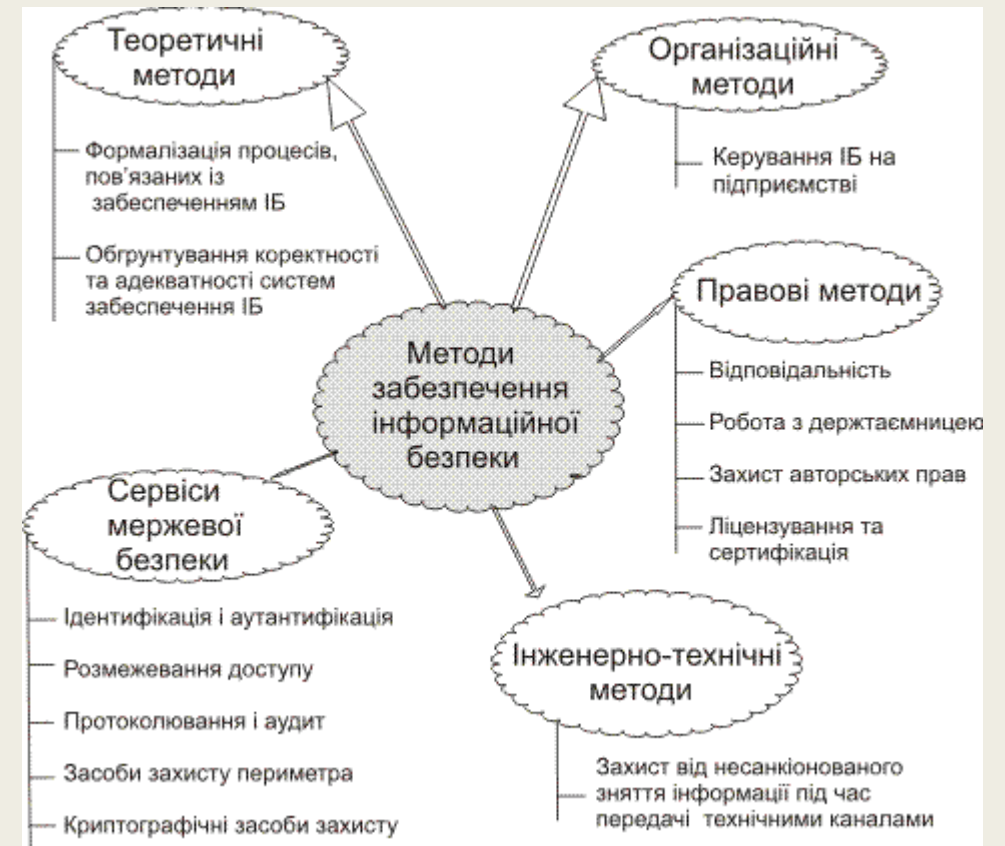 Теоретичні
методи
Формалізація процесів,
пов'язаних із
забеспеченням ІБ
Обгрунтування коректності
та адекватності систем
забезпечення ІБ
Організаційні
методи
Керування ІБ на
підприємстві
Правові методи
Відповідальність
Робота з держтаємницею
Захист авторських прав
Ліцензування та
сертифікація
Методи
забезпечення
інформаційної
безпеки
Сервіси
мержевої
безпеки
Ідентифікація і аутантифікація
Розмежевання доступу
Протоколювання і аудит
Засоби захисту периметра
Криптографічні засоби захисту
Інженерно-технічні
методи
Захист від несанкіонованого
зняття інформації під час
передачі технічними каналами